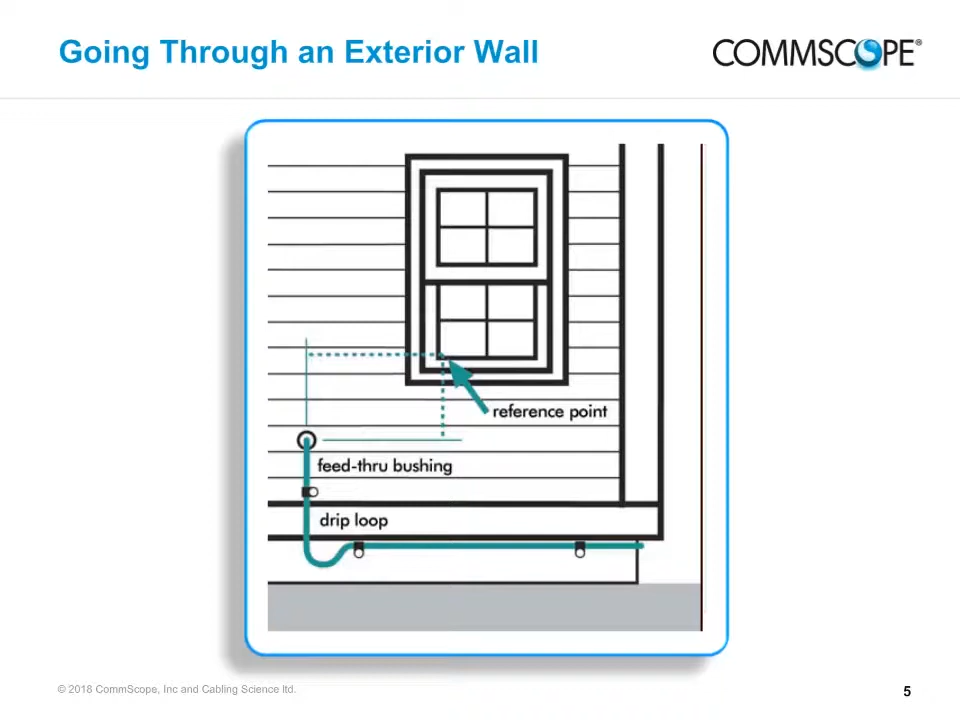 Going Through an Exterior Wall
COMMSCOPE®
reference point
feed-thru bushing
drip loop
© 2018 CommScope, Inc and Cabling Science ltd.
5